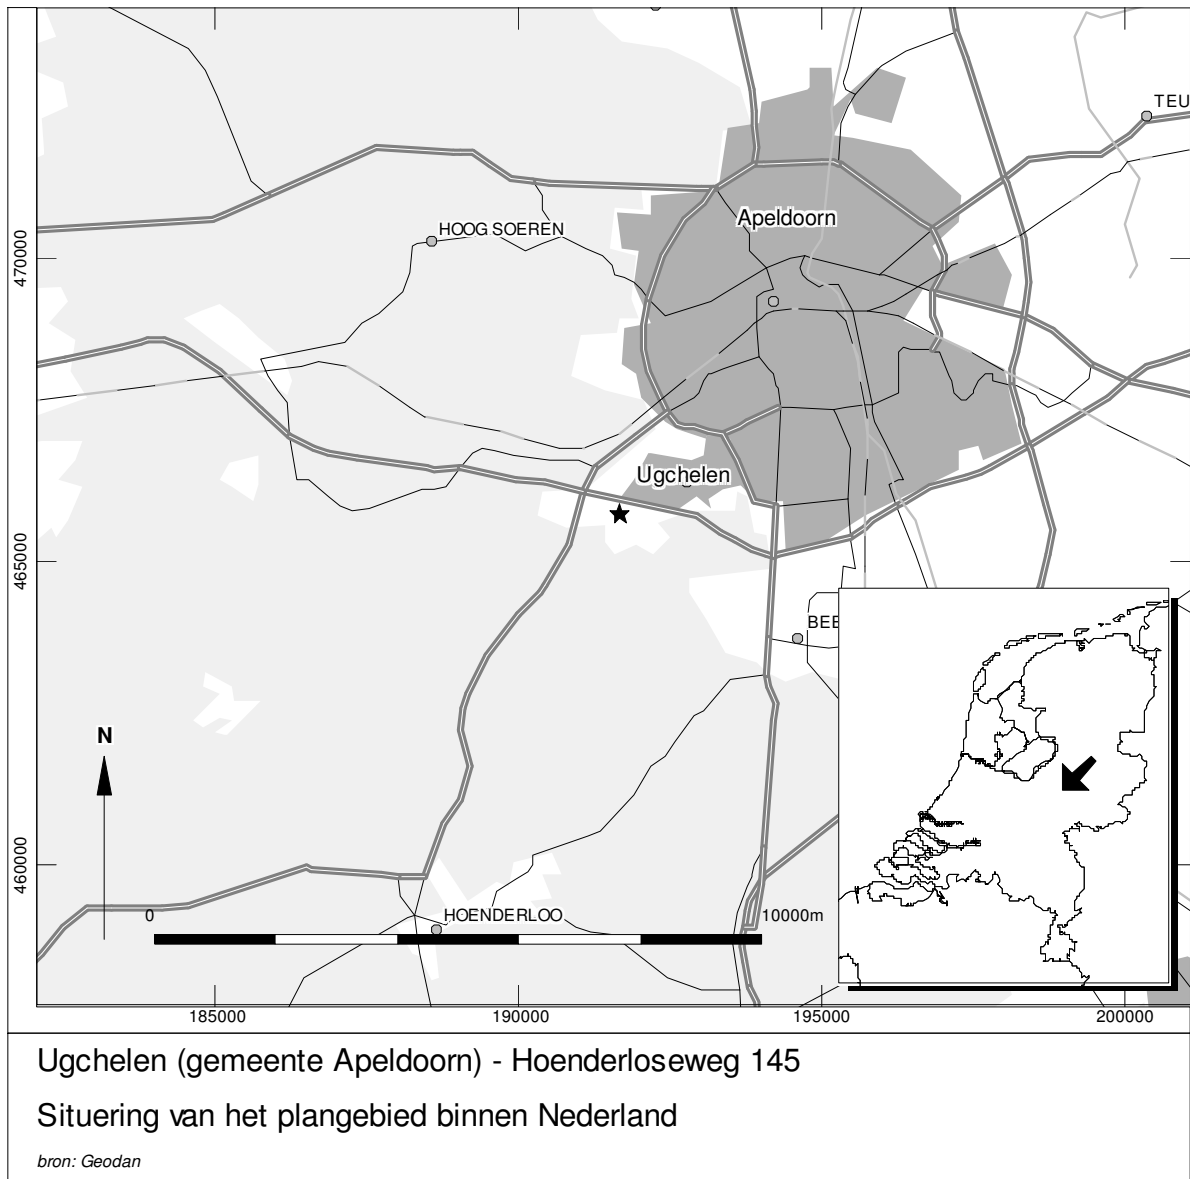 TEU
Apeldoorn
HOOG SOEREN
470000
Ugchelen
465000
BEE
N
460000
0
10000m
HOENDERLOO
185000
190000
195000
200000
Ugchelen (gemeente Apeldoorn) - Hoenderloseweg 145
Situering van het plangebied binnen Nederland
bron: Geodan